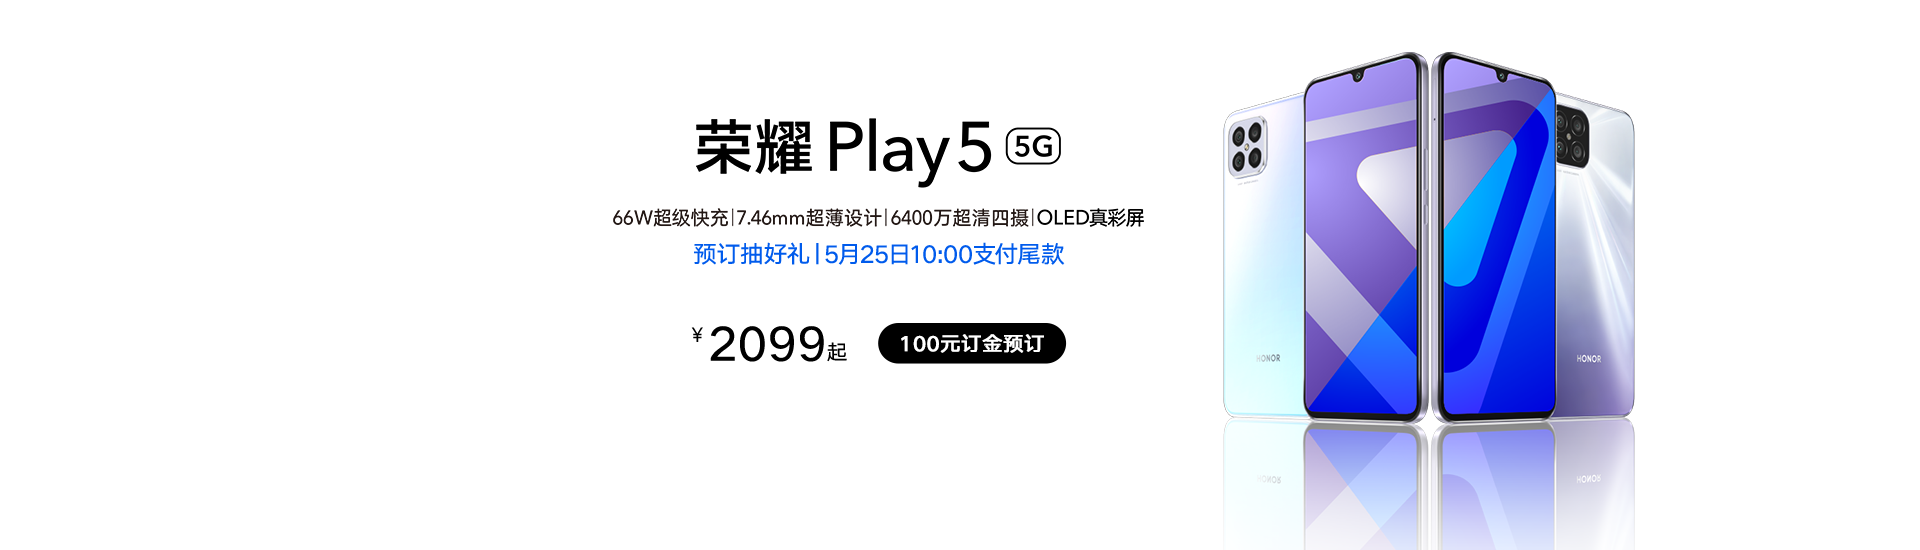 荣耀 Play5 5G
66W超级快充|7.46mm超薄设计|6400万超清四摄|OLED真彩屏
预订抽好礼|5月25日10:00支付尾款
¥2099起
100元订金预订
HONOR
HONOR